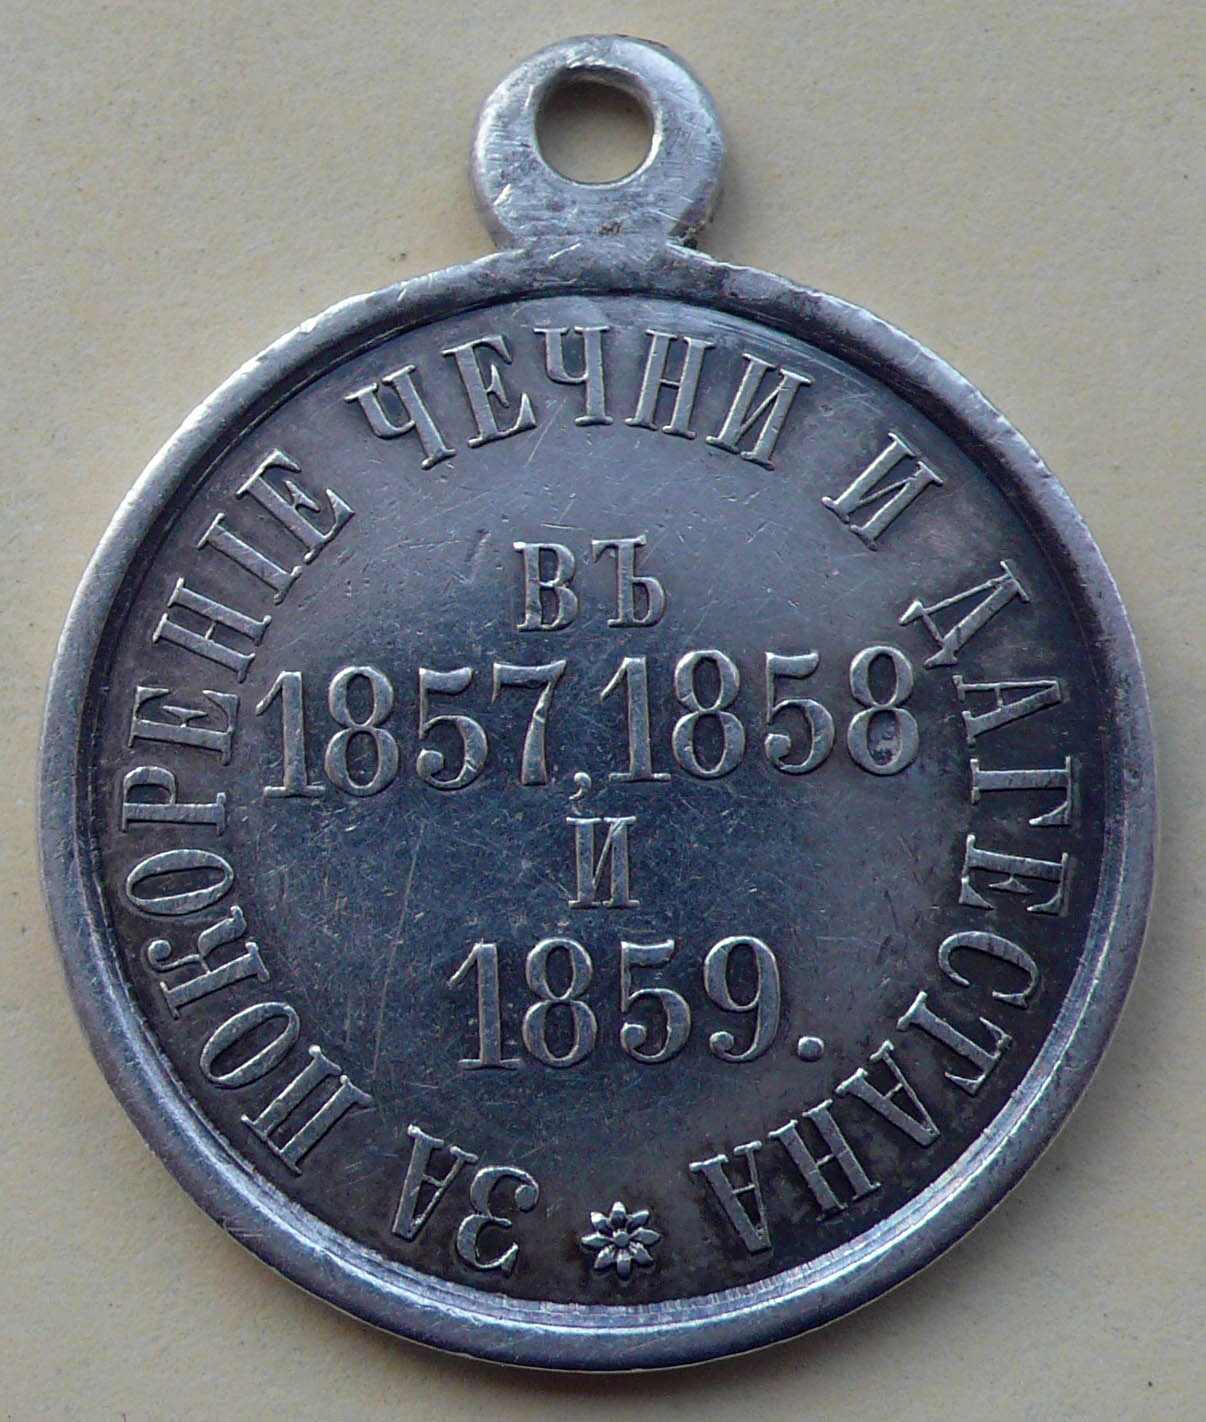 ЗА ПОКОРЕНІЕ ЧЕЧНИ И ДАГЕСТАНА
ВЪ
1857, 1858
И
1859.